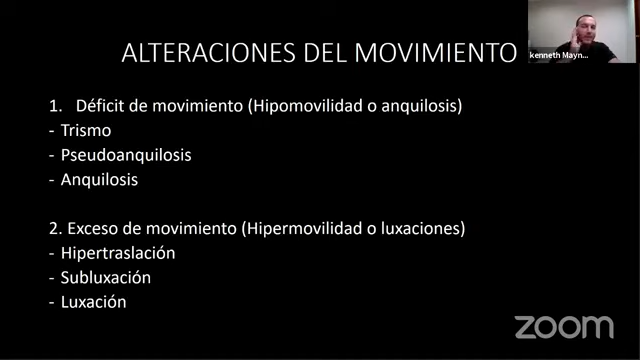 ALTERACIONES DEL MOVIMIENTO
kenneth Mayn...
1. Déficit de movimiento (Hipomovilidad o anquilosis)
- Trismo
- Pseudoanquilosis
- Anquilosis
2. Exceso de movimiento (Hipermovilidad o luxaciones)
- Hipertraslación
- Subluxación
- Luxación
zoom